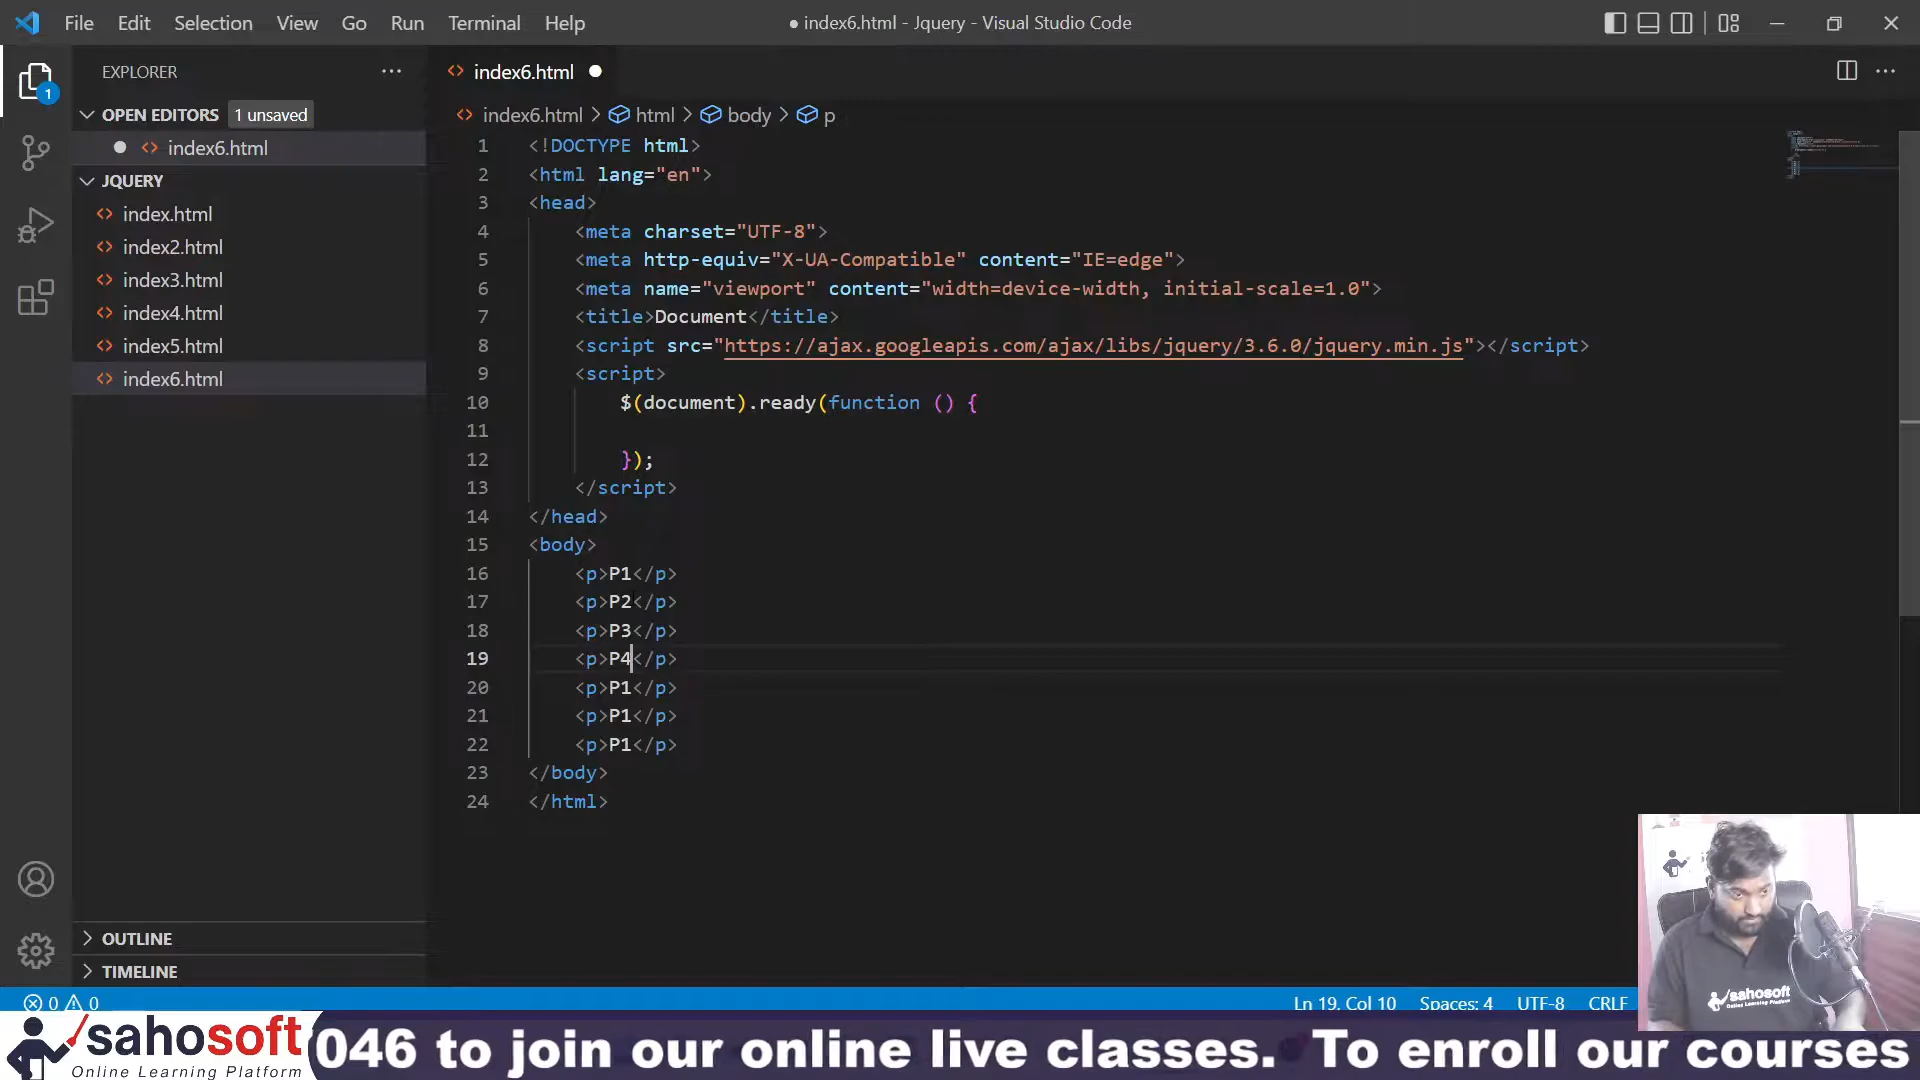 File Edit Selection View Go Run Terminal Help
● index6.html - Jquery - Visual Studio Code
EXPLORER
OPEN EDITORS 1 unsaved
index6.html
JQUERY
index.html
index2.html
index3.html
index4.html
index5.html
index6.html
OUTLINE
TIMELINE
1
index6.html
index6.html > html > body > p
1 <!DOCTYPE html>
2 <html lang="en">
3 <head>
4 <meta charset="UTF-8">
5 <meta http-equiv="X-UA-Compatible" content="IE=edge">
6 <meta name="viewport" content="width=device-width, initial-scale=1.0">
7 <title>Document</title>
8 <script src="https://ajax.googleapis.com/ajax/libs/jquery/3.6.0/jquery.min.js"></script>
9 <script>
10 $(document).ready(function () {
11
12 });
13 </script>
14 </head>
15 <body>
16 <p>P1</p>
17 <p>P2</p>
18 <p>P3</p>
19 <p>P4</p>
20 <p>P1</p>
21 <p>P1</p>
22 <p>P1</p>
23 </body>
24 </html>
0 0
Ln 19, Col 10 Spaces: 4 UTF-8 CRLF
sahosoft
Online Learning Platform
sahosoft
Online Learning Platform
046 to join our online live classes. To enroll our courses